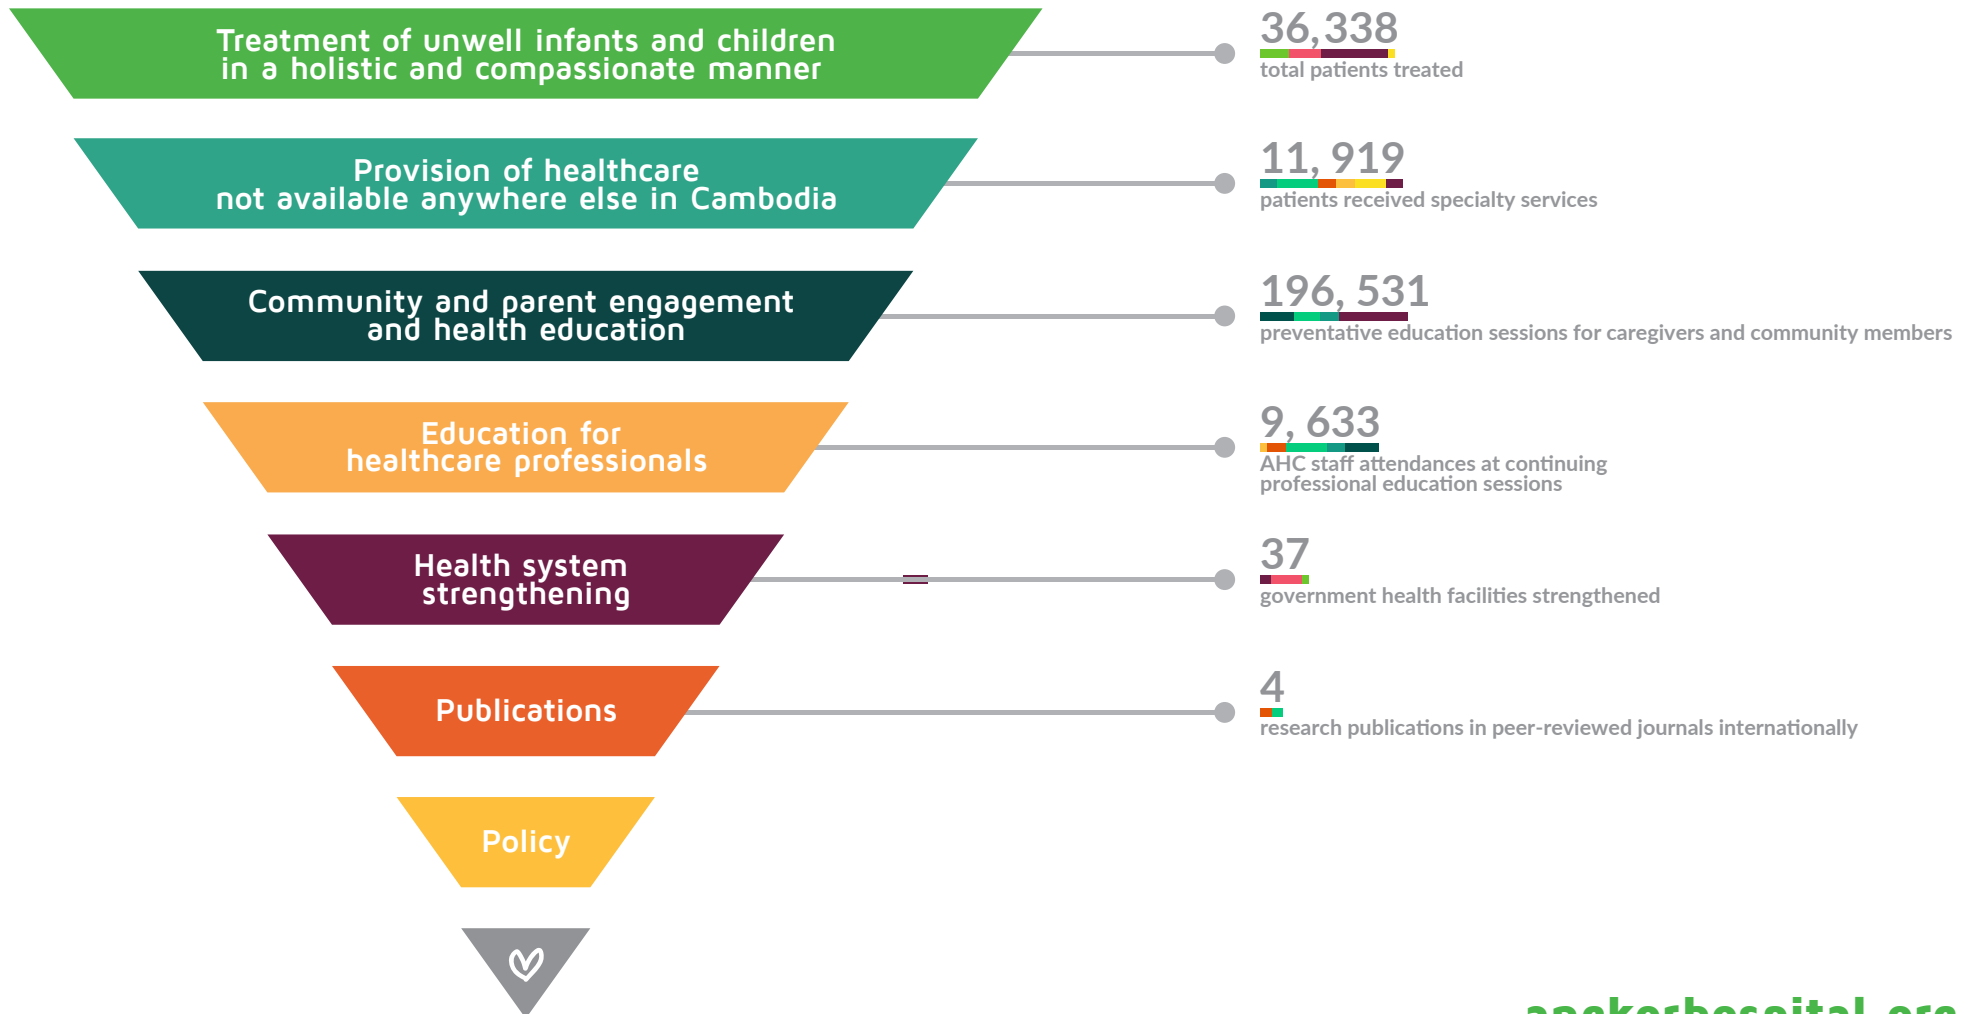 Treatment of unwell infants and children
in a holistic and compassionate manner
36,338
total patients treated
Provision of healthcare
not available anywhere else in Cambodia
11, 919
patients received specialty services
Community and parent engagement
and health education
196, 531
preventative education sessions for caregivers and community members
Education for
healthcare professionals
9, 633
AHC staff attendances at continuing
professional education sessions
Health system
strengthening
37
government health facilities strengthened
Publications
4
research publications in peer-reviewed journals internationally
Policy
angkorhospital.org